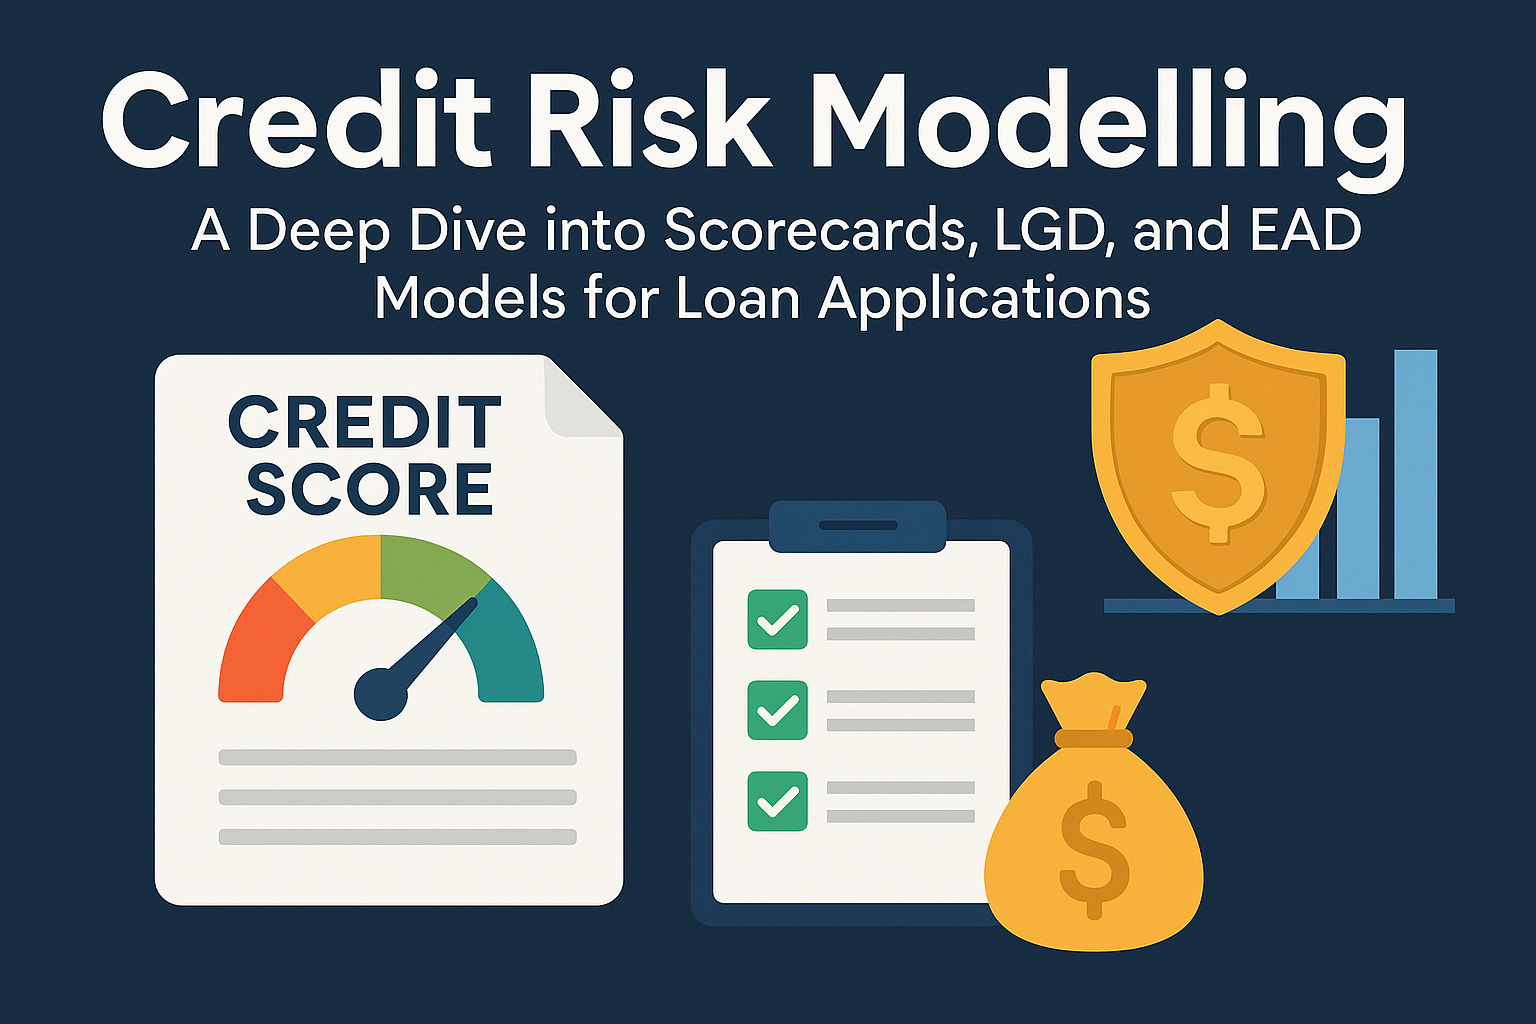 Credit Risk Modelling
A Deep Dive into Scorecards, LGD, and EAD
Models for Loan Applications
CREDIT
SCORE
$
$